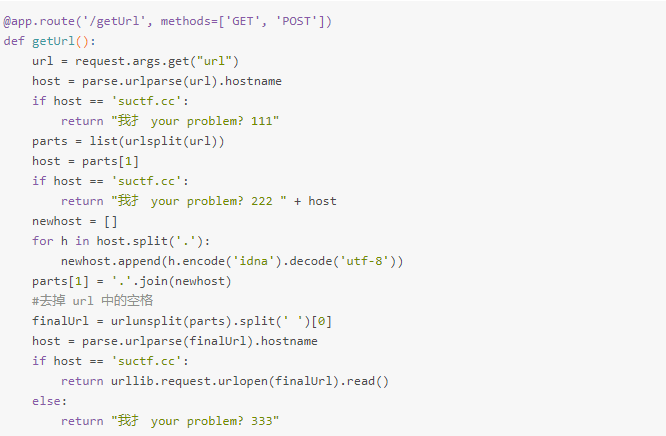 @app.route('/getUrl', methods=['GET', 'POST'])
def getUrl():
    url = request.args.get("url")
    host = parse.urlparse(url).hostname
    if host == 'suctf.cc':
        return "我扌 your problem? 111"
    parts = list(urlsplit(url))
    host = parts[1]
    if host == 'suctf.cc':
        return "我扌 your problem? 222 " + host
    newhost = []
    for h in host.split('.'):
        newhost.append(h.encode('idna').decode('utf-8'))
    parts[1] = '.'.join(newhost)
    #去掉 url 中的空格
    finalUrl = urlunsplit(parts).split(' ')[0]
    host = parse.urlparse(finalUrl).hostname
    if host == 'suctf.cc':
        return urllib.request.urlopen(finalUrl).read()
    else:
        return "我扌 your problem? 333"